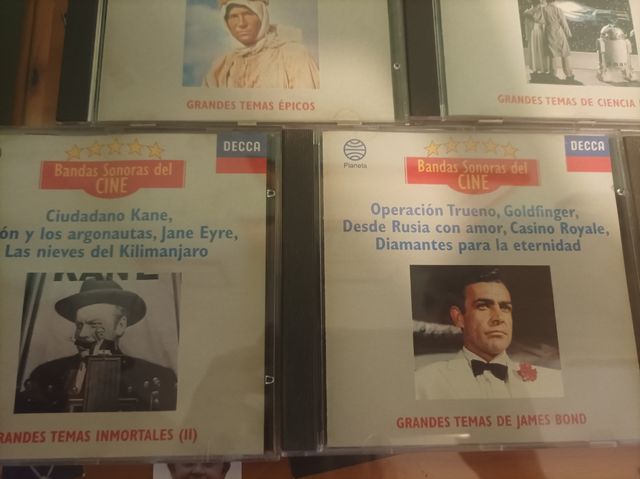 GRANDES TEMAS ÉPICOS
GRANDES TEMAS DE CIENCIA
Bandas Sonoras del
CINE
DECCA
Ciudadano Kane,
y los argonautas, Jane Eyre,
Las nieves del Kilimanjaro
KANE
GRANDES TEMAS INMORTALES (II)
Planeta
Bandas Sonoras del
CINE
DECCA
Operación Trueno, Goldfinger,
Desde Rusia con amor, Casino Royale,
Diamantes para la eternidad
GRANDES TEMAS DE JAMES BOND